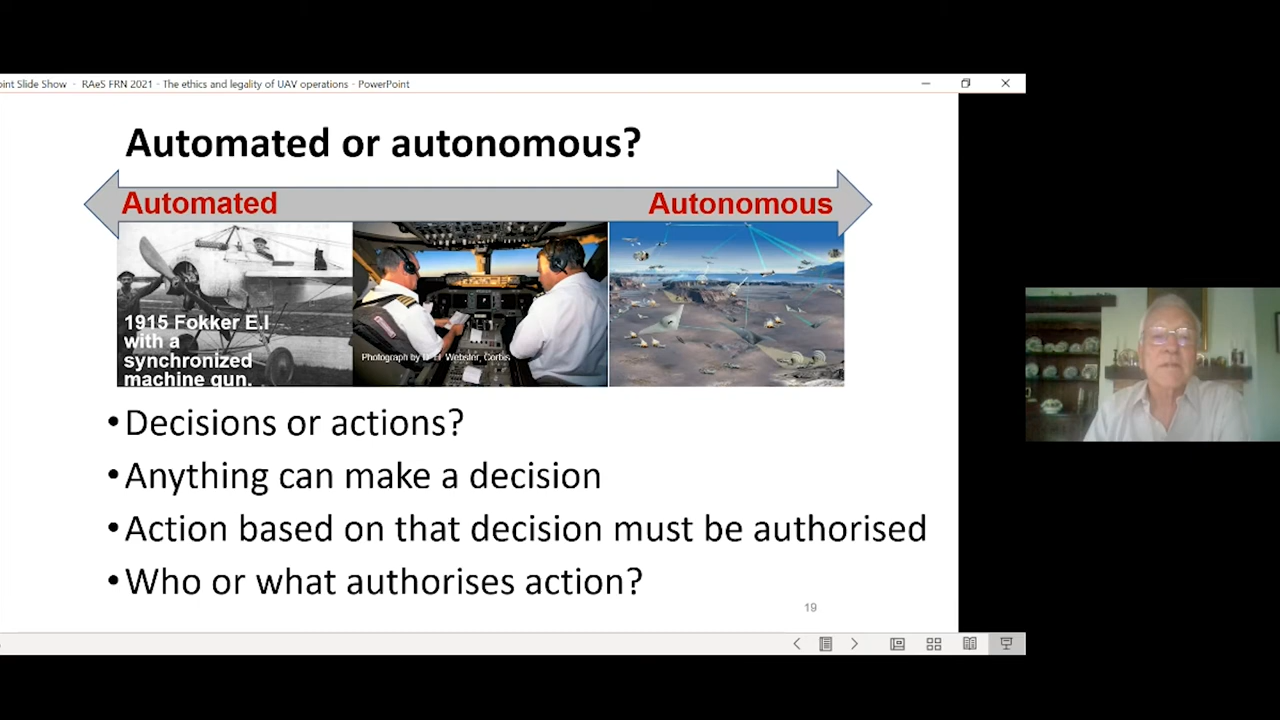 oint Slide Show - RAeS FRN 2021 - The ethics and legality of UAV operations - PowerPoint
Automated or autonomous?
Automated
Autonomous
1915 Fokker E.I
with a
synchronized
machine gun.
Photograph by Webster, Corbis
•Decisions or actions?
•Anything can make a decision
•Action based on that decision must be authorised
•Who or what authorises action?
19